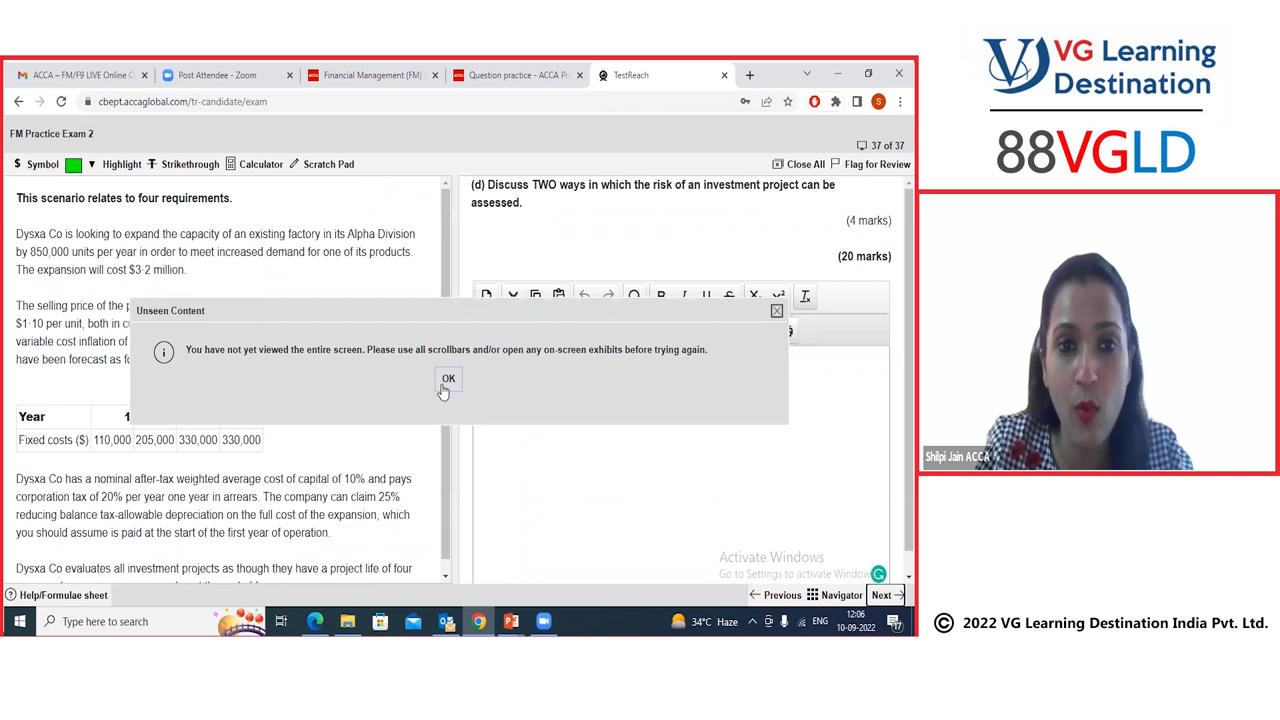 VG Learning
Destination
88VGLD
ACCA – FM/F9 LIVE Online C
Post Attendee - Zoom
Financial Management (FM)
Question practice - ACCA Pr
TestReach
cbept.accaglobal.com/tr-candidate/exam
FM Practice Exam 2
37 of 37
$ Symbol
Highlight
Strikethrough
Calculator
Scratch Pad
Close All
Flag for Review
This scenario relates to four requirements.
Dysxa Co is looking to expand the capacity of an existing factory in its Alpha Division
by 850,000 units per year in order to meet increased demand for one of its products.
The expansion will cost $3·2 million.
The selling price of the
$1·10 per unit, both in
variable cost inflation of
have been forecast as
Unseen Content
You have not yet viewed the entire screen. Please use all scrollbars and/or open any on-screen exhibits before trying again.
OK
Year 1
Fixed costs ($) 110,000 205,000 330,000 330,000
Dysxa Co has a nominal after-tax weighted average cost of capital of 10% and pays
corporation tax of 20% per year one year in arrears. The company can claim 25%
reducing balance tax-allowable depreciation on the full cost of the expansion, which
you should assume is paid at the start of the first year of operation.
Dysxa Co evaluates all investment projects as though they have a project life of four
(d) Discuss TWO ways in which the risk of an investment project can be
assessed.
(4 marks)
(20 marks)
Activate Windows
Go to Settings to activate Window
Help/Formulae sheet
Previous
Navigator
Next
Type here to search
34°C Haze
ENG
12:06
10-09-2022
17
Shilpi Jain ACCA
© 2022 VG Learning Destination India Pvt. Ltd.